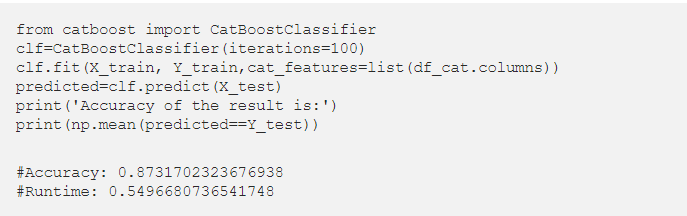 from catboost import CatBoostClassifier
clf=CatBoostClassifier(iterations=100)
clf.fit(X_train, Y_train,cat_features=list(df_cat.columns))
predicted=clf.predict(X_test)
print('Accuracy of the result is:')
print(np.mean(predicted==Y_test))
#Accuracy: 0.8731702323676938
#Runtime: 0.5496680736541748